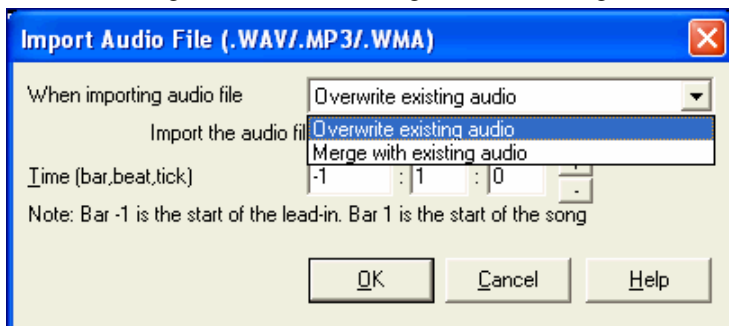 Import Audio File (.WAV/.MP3/.WMA)
When importing audio file Overwrite existing audio
Import the audio fil Overwrite existing audio
Merge with existing audio
Time (bar,beat,tick) -1 : 1 : 0 -
Note: Bar -1 is the start of the lead-in. Bar 1 is the start of the song
OK Cancel Help